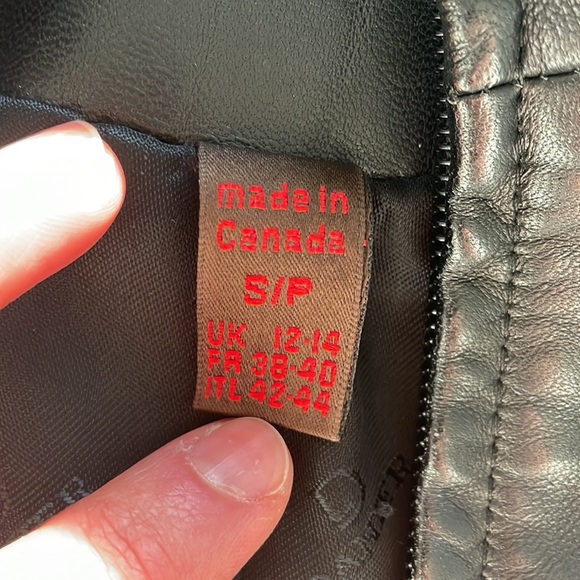 made in
Canada
S/P
UK 12-14
FR 38-40
ITL 42-44